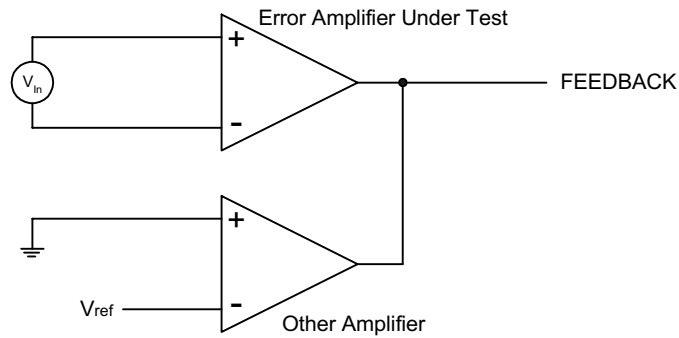 Error Amplifier Under Test
+
V In
-
FEEDBACK
+
Vref
-
Other Amplifier